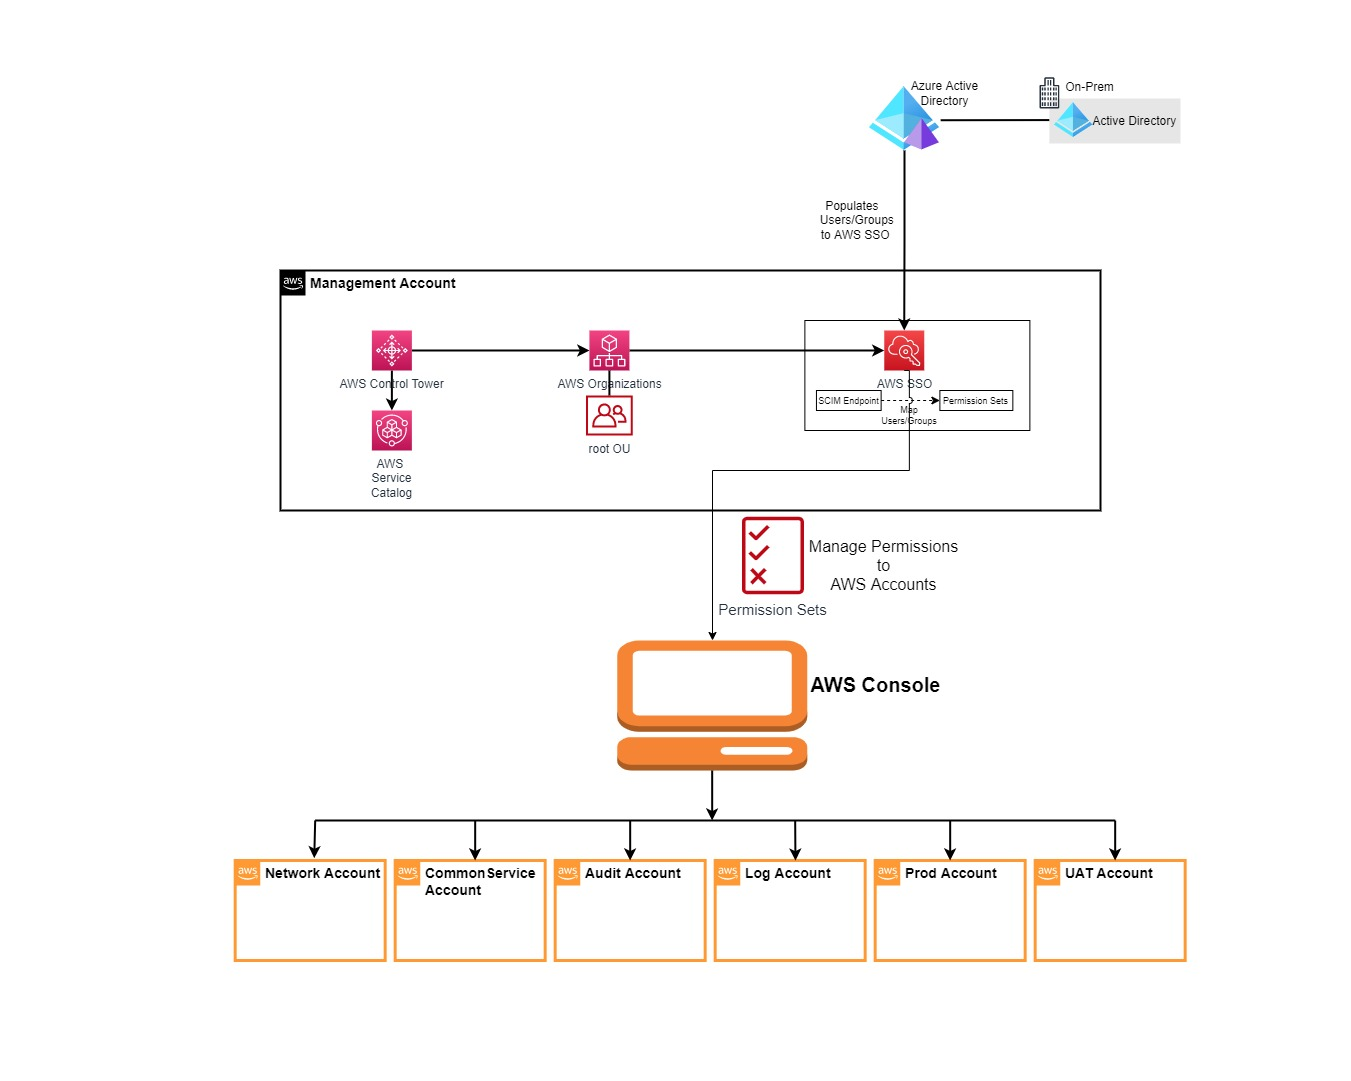 Azure Active
Directory
On-Prem
Active Directory
Populates
Users/Groups
to AWS SSO
aws
Management Account
AWS Control Tower
AWS Organizations
AWS SSO
SCIM Endpoint
Permission Sets
Map
Users/Groups
root OU
AWS
Service
Catalog
Manage Permissions
to
AWS Accounts
Permission Sets
AWS Console
aws
Network Account
aws
Common Service
Account
aws
Audit Account
aws
Log Account
aws
Prod Account
aws
UAT Account